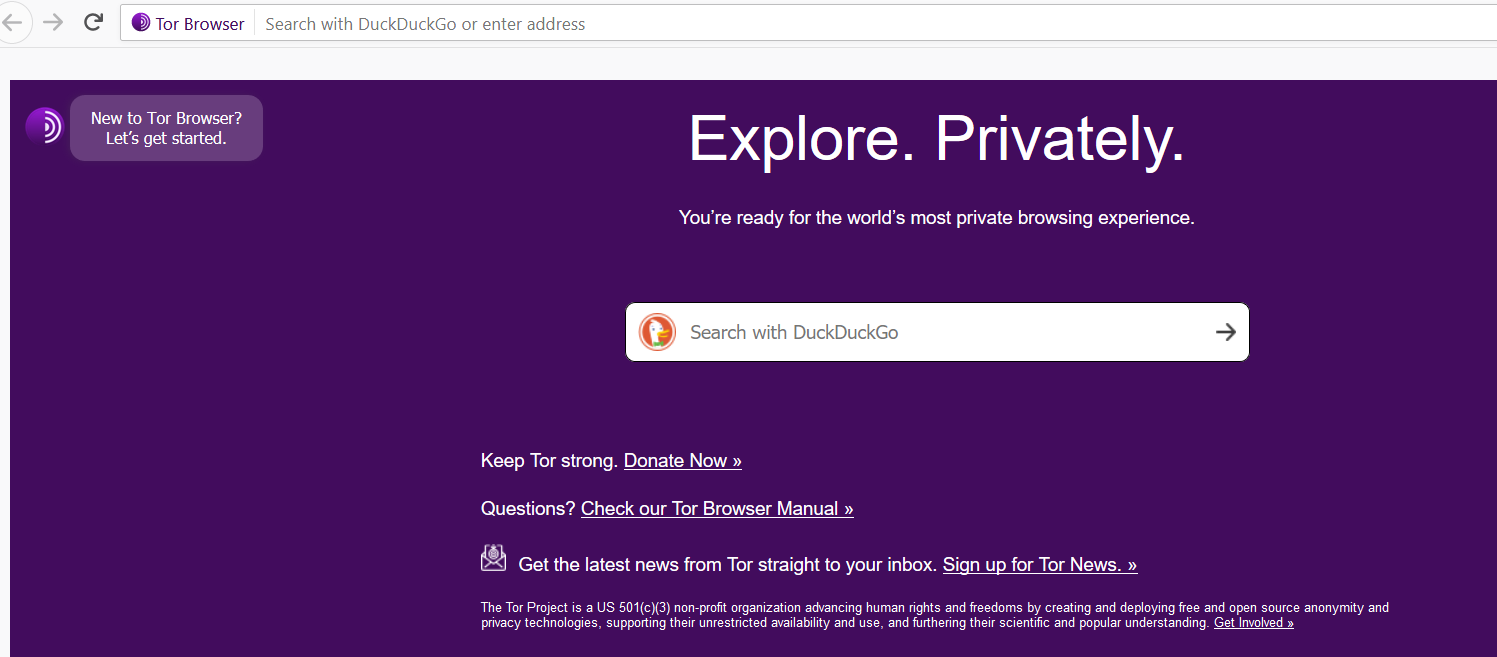 Tor Browser
Search with DuckDuckGo or enter address
New to Tor Browser?
Let’s get started.
Explore. Privately.
You’re ready for the world’s most private browsing experience.
Search with DuckDuckGo
Keep Tor strong. Donate Now »
Questions? Check our Tor Browser Manual »
Get the latest news from Tor straight to your inbox. Sign up for Tor News. »
The Tor Project is a US 501(c)(3) non-profit organization advancing human rights and freedoms by creating and deploying free and open source anonymity and
privacy technologies, supporting their unrestricted availability and use, and furthering their scientific and popular understanding. Get Involved »